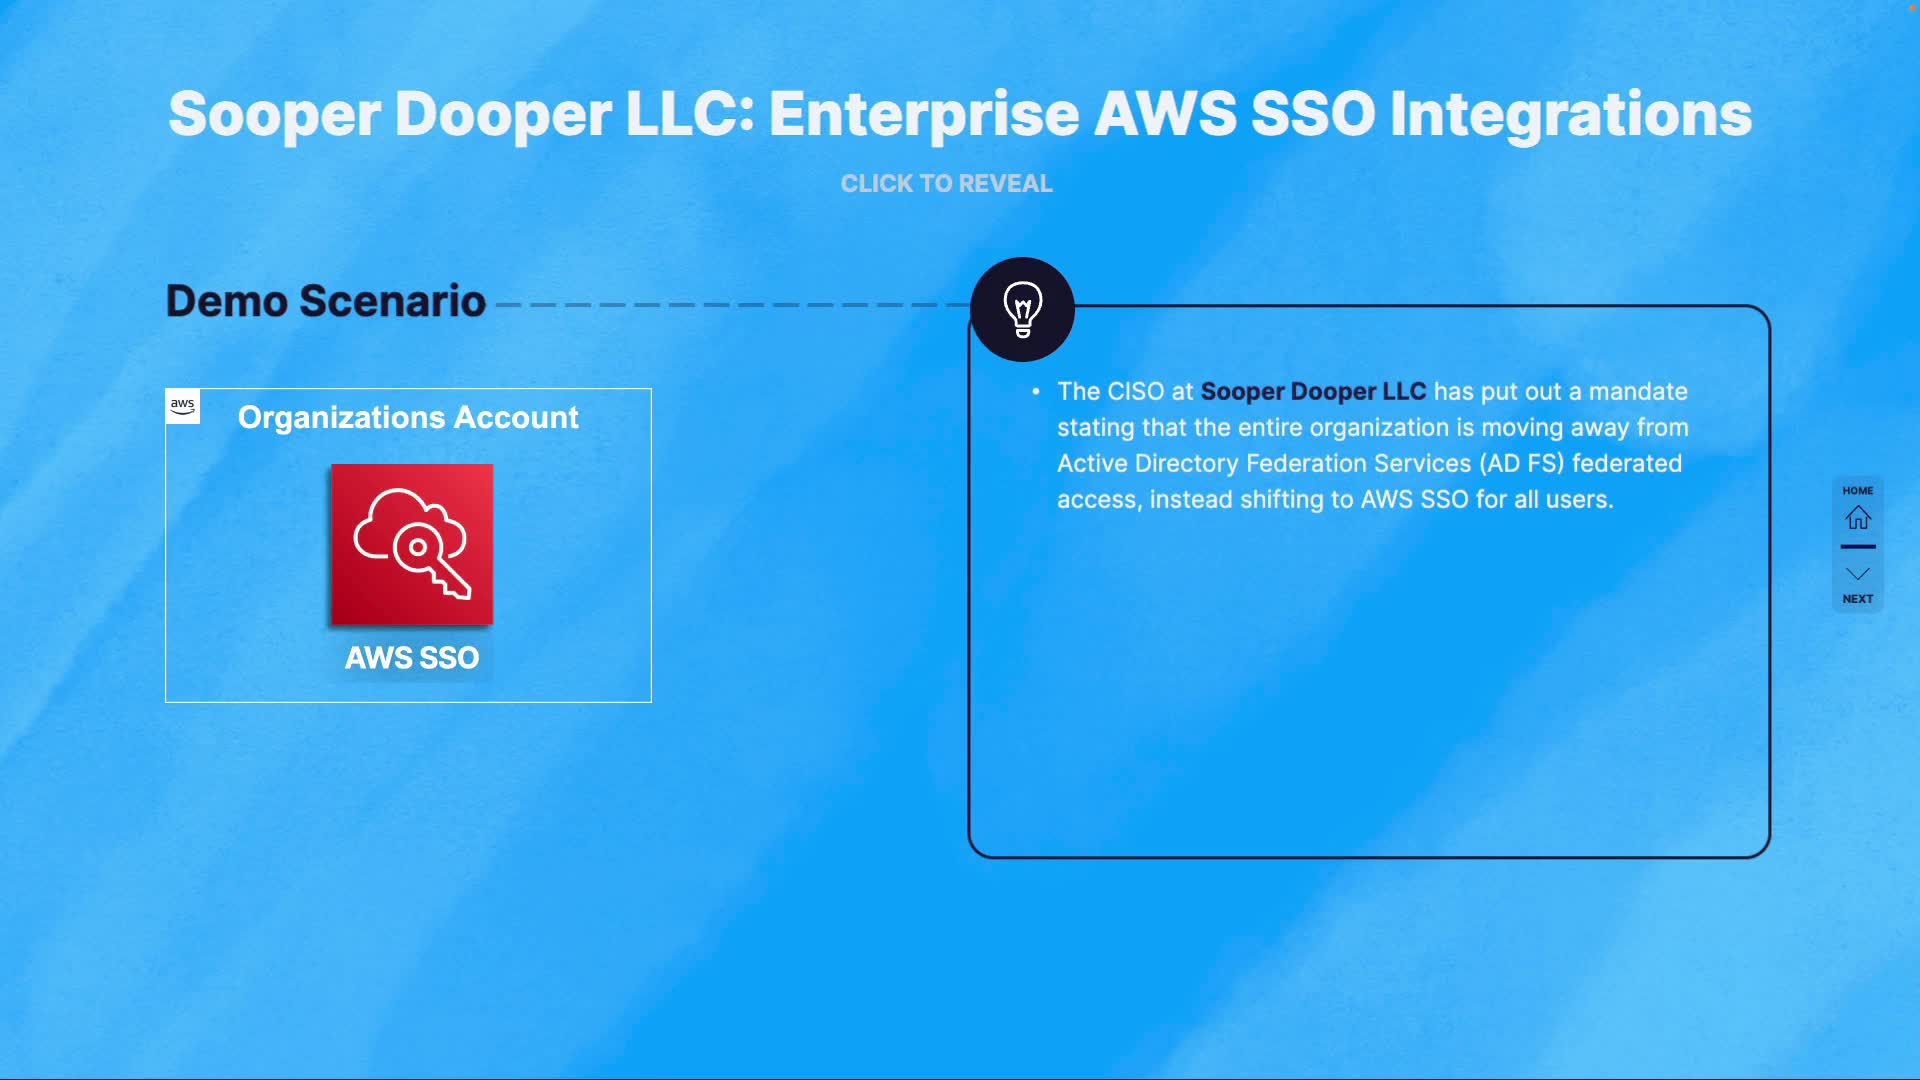 Sooper Dooper LLC: Enterprise AWS SSO Integrations
CLICK TO REVEAL
Demo Scenario
aws
Organizations Account
AWS SSO
• The CISO at Sooper Dooper LLC has put out a mandate
stating that the entire organization is moving away from
Active Directory Federation Services (AD FS) federated
access, instead shifting to AWS SSO for all users.
HOME
NEXT